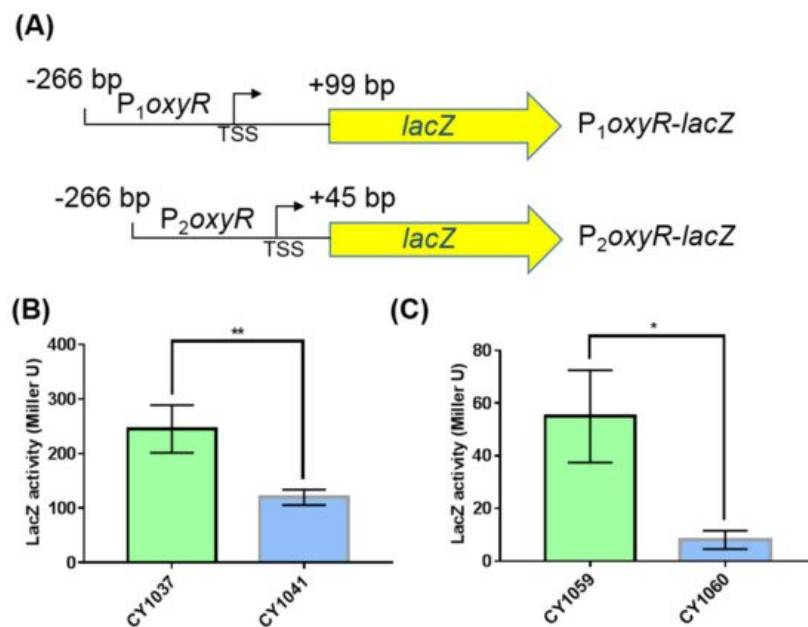 (A)
-266 bp
P₁oxyR
TSS
+99 bp
lacZ
P₁oxyR-lacZ
-266 bp
P₂oxyR
TSS
+45 bp
lacZ
P₂oxyR-lacZ
(B)
**
400
300
200
100
0
LacZ activity (Miller U)
CY1037
CY1041
(C)
*
80
60
40
20
0
LacZ activity (Miller U)
CY1059
CY1060